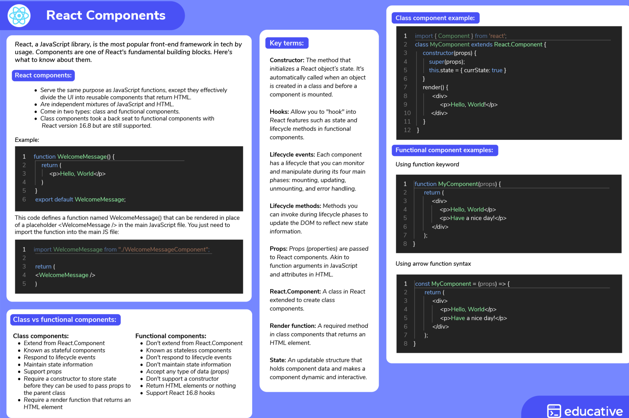 React Components
React, a JavaScript library, is the most popular front-end framework in tech by
usage. Components are one of React's fundamental building blocks. Here's
what to know about them.
React components:
Serve the same purpose as JavaScript functions, except they effectively
divide the UI into reusable components that return HTML.
Are independent mixtures of JavaScript and HTML.
Come in two types: class and functional components.
Class components took a back seat to functional components with
React version 16.8 but are still supported.
Example:
1 function WelcomeMessage() {
2 return (
3 <p>Hello, World</p>
4 )
5 }
6 export default WelcomeMessage;
This code defines a function named WelcomeMessage() that can be rendered in place
of a placeholder <WelcomeMessage /> in the main JavaScript file. You just need to
import the function into the main JS file:
1 import WelcomeMessage from "./WelcomeMessageComponent";
2
3 return (
4 <WelcomeMessage />
5 )
Class vs functional components:
Class components:
Extend from React.Component
Known as stateful components
Respond to lifecycle events
Maintain state information
Support props
Require a constructor to store state
before they can be used to pass props to
the parent class
Require a render function that returns an
HTML element
Functional components:
Don't extend from React.Component
Known as stateless components
Don't respond to lifecycle events
Don't maintain state information
Accept any type of data (props)
Don't support a constructor
Return HTML elements or nothing
Support React 16.8 hooks
Key terms:
Constructor: The method that
initializes a React object's state. It's
automatically called when an object
is created in a class and before a
component is mounted.
Hooks: Allow you to "hook" into
React features such as state and
lifecycle methods in functional
components.
Lifecycle events: Each component
has a lifecycle that you can monitor
and manipulate during its four main
phases: mounting, updating,
unmounting, and error handling.
Lifecycle methods: Methods you
can invoke during lifecycle phases to
update the DOM to reflect new state
information.
Props: Props (properties) are passed
to React components. Akin to
function arguments in JavaScript
and attributes in HTML.
React.Component: A class in React
extended to create class
components.
Render function: A required method
in class components that returns an
HTML element.
State: An updatable structure that
holds component data and makes a
component dynamic and interactive.
Class component example:
1 import { Component } from 'react';
2 class MyComponent extends React.Component {
3 constructor(props) {
4 super(props);
5 this.state = { currState: true }
6 }
7 render() {
8 <div>
9 <p>Hello, World!</p>
10 </div>
11 }
12 }
Functional component examples:
Using function keyword
1 function MyComponent(props) {
2 return (
3 <div>
4 <p>Hello, World</p>
5 <p>Have a nice day!</p>
6 </div>
7 );
8 }
Using arrow function syntax
1 const MyComponent = (props) => {
2 return (
3 <div>
4 <p>Hello, World</p>
5 <p>Have a nice day!</p>
6 </div>
7 );
8 }
educative